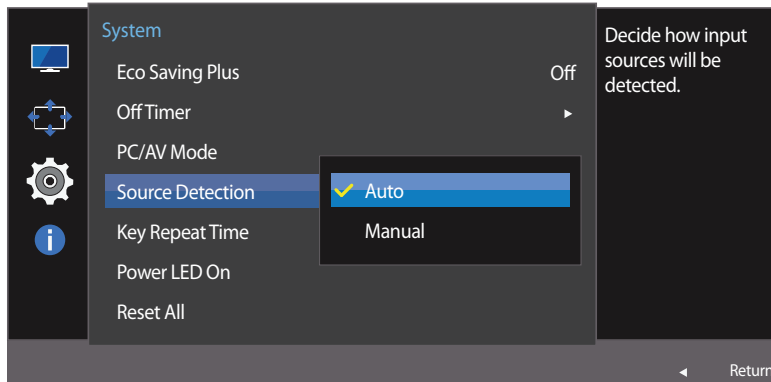 System
Eco Saving Plus Off
Off Timer
PC/AV Mode
Source Detection
Auto
Manual
Key Repeat Time
Power LED On
Reset All
Decide how input
sources will be
detected.
Return